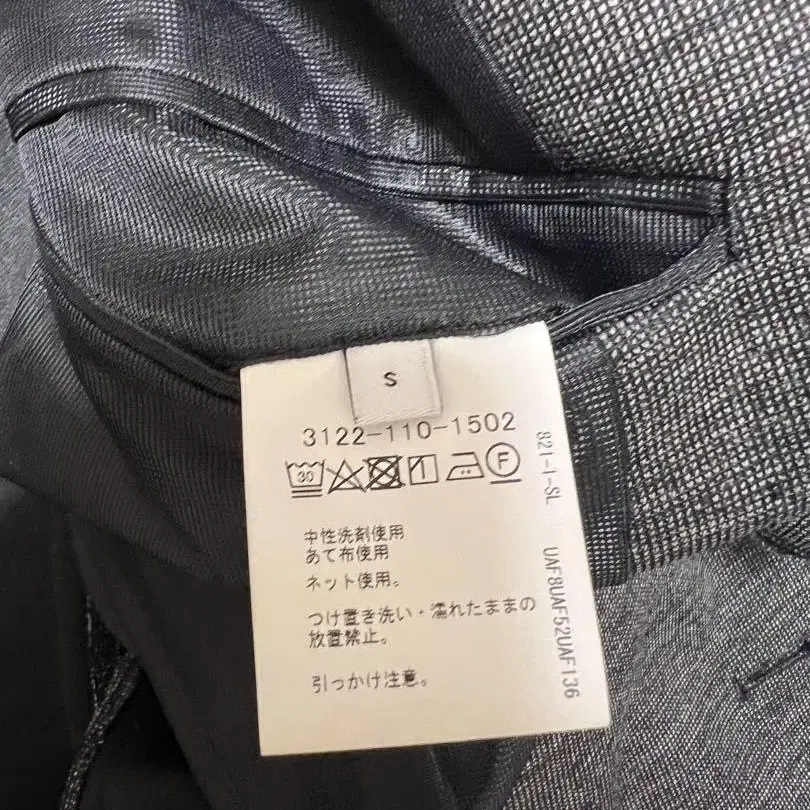 S
3122-110-1502
30
F
中性洗剤使用
あて布使用
ネット使用。
つけ置き洗い・濡れたままの
放置禁止。
引っかけ注意。
821-1-SL UAF8UAF52UAF136